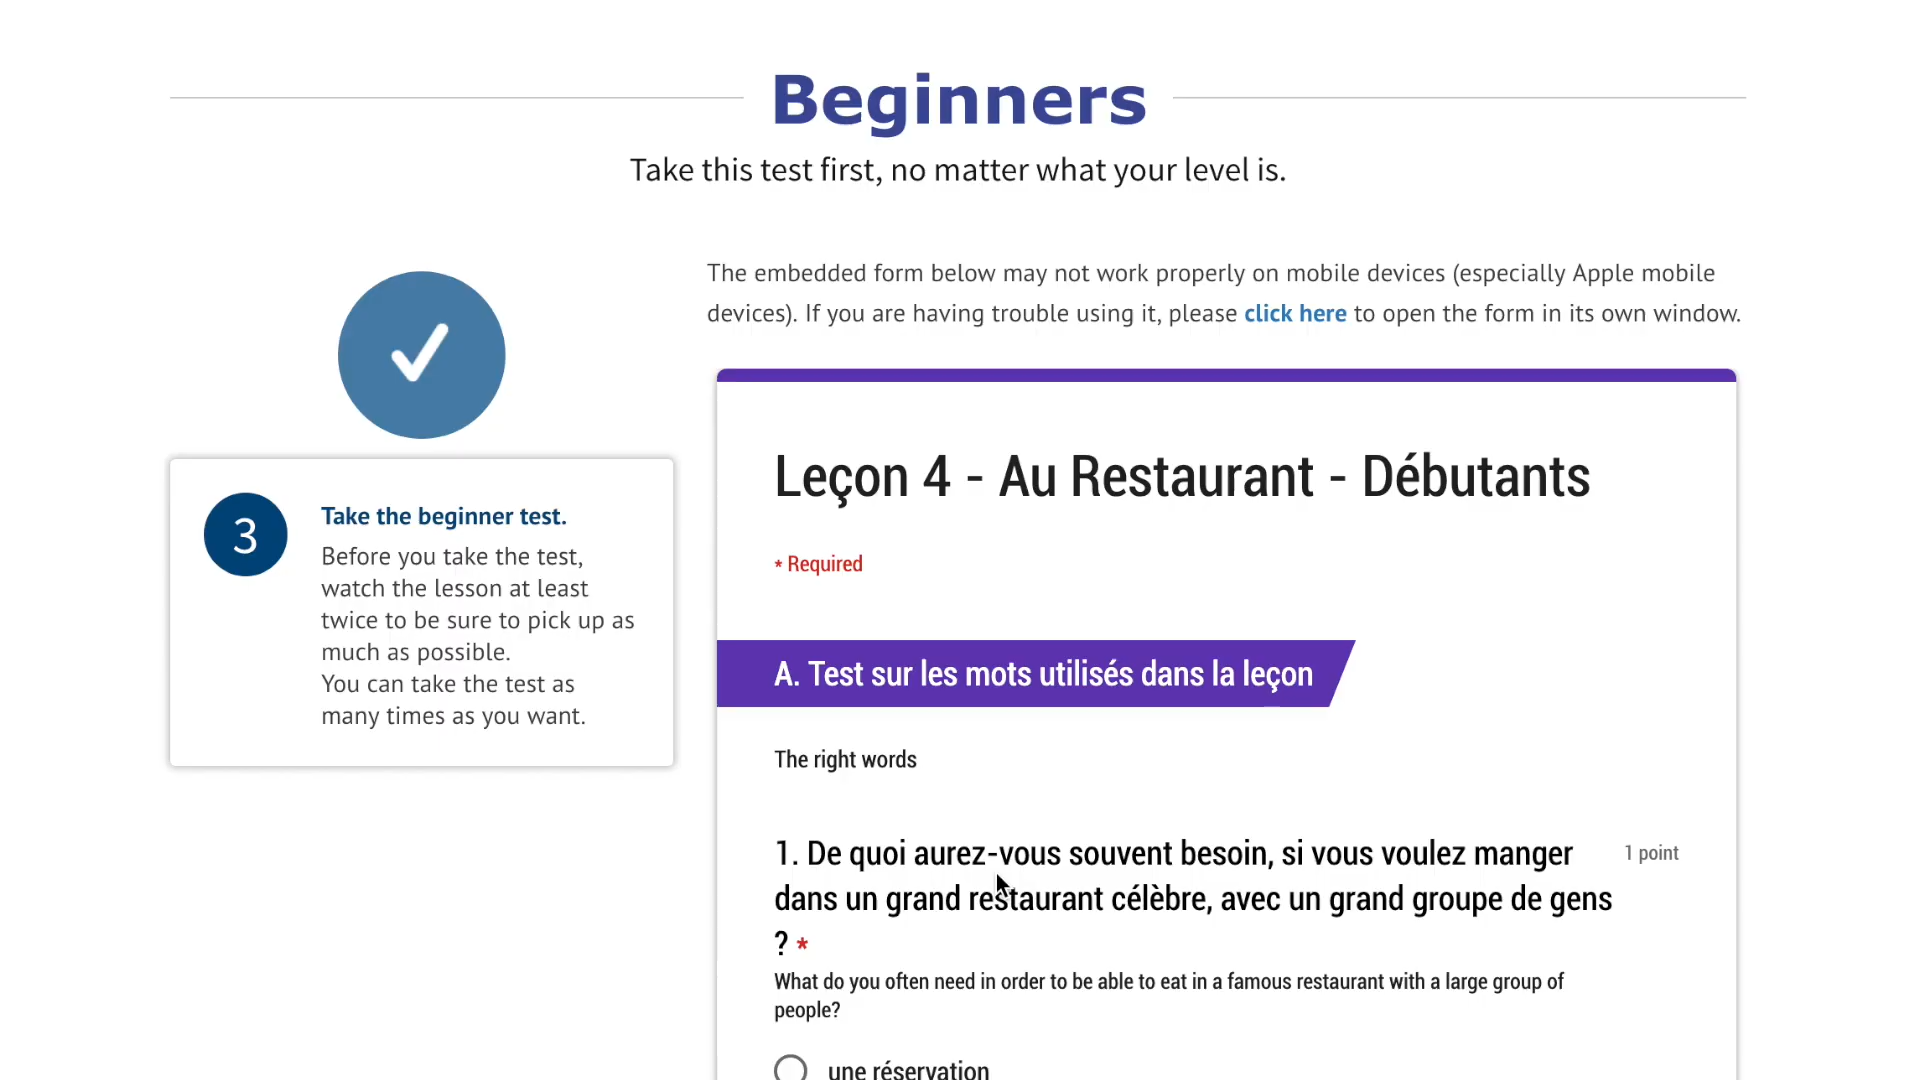 Beginners
Take this test first, no matter what your level is.
The embedded form below may not work properly on mobile devices (especially Apple mobile
devices). If you are having trouble using it, please click here to open the form in its own window.
3
Take the beginner test.
Before you take the test,
watch the lesson at least
twice to be sure to pick up as
much as possible.
You can take the test as
many times as you want.
Leçon 4 - Au Restaurant - Débutants
* Required
A. Test sur les mots utilisés dans la leçon
The right words
1. De quoi aurez-vous souvent besoin, si vous voulez manger
dans un grand restaurant célèbre, avec un grand groupe de gens
? *
1 point
What do you often need in order to be able to eat in a famous restaurant with a large group of
people?
une réservation